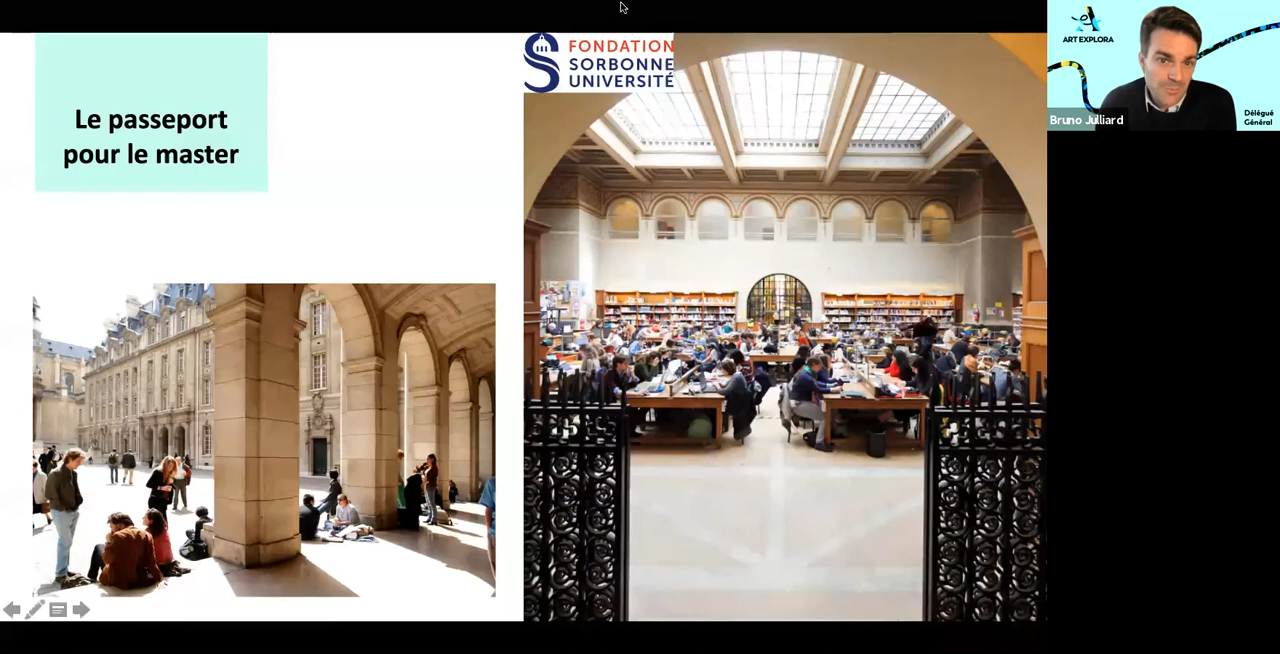 Le passeport
pour le master
FONDATION
SORBONNE
UNIVERSITÉ
ART EXPLORA
Bruno Julliard
Délégué
Général